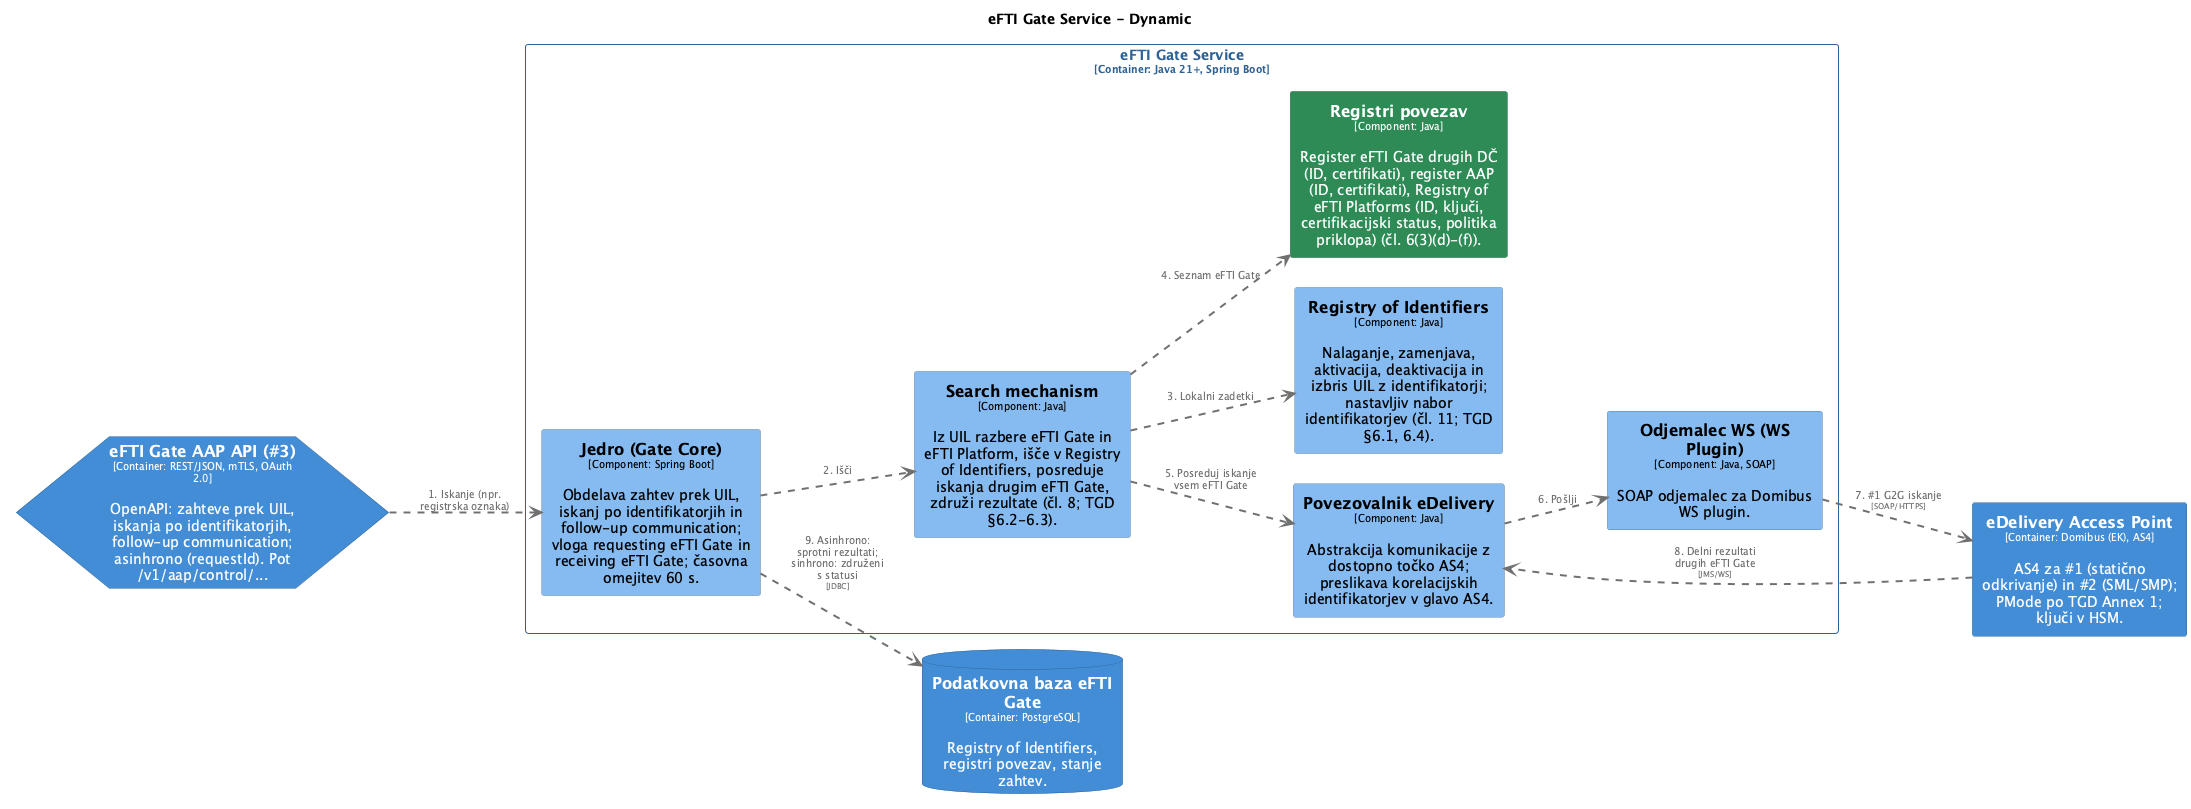 eFTI Gate Service - Dynamic
eFTI Gate Service
[Container: Java 21+, Spring Boot]
Registri povezav
[Component: Java]
Register eFTI Gate drugih DČ
(ID, certifikati), register AAP
(ID, certifikati), Registry of
eFTI Platforms (ID, ključi,
certifikacijski status, politika
priklopa) (čl. 6(3)(d)-(f)).
4. Seznam eFTI Gate
Registry of Identifiers
[Component: Java]
Nalaganje, zamenjava,
aktivacija, deaktivacija in
izbris UIL z identifikatorji;
nastavljiv nabor
identifikatorjev (čl. 11; TGD
§6.1, 6.4).
3. Lokalni zadetki
Search mechanism
[Component: Java]
Iz UIL razbere eFTI Gate in
eFTI Platform, išče v Registry
of Identifiers, posreduje
iskanja drugim eFTI Gate,
združi rezultate (čl. 8; TGD
§6.2-6.3).
5. Posreduj iskanje
vsem eFTI Gate
eFTI Gate AAP API (#3)
[Container: REST/JSON, mTLS, OAuth
2.0]
OpenAPI: zahteve prek UIL,
iskanja po identifikatorjih,
follow-up communication;
asinhrono (requestId). Pot
/v1/aap/control/...
1. Iskanje (npr.
registrska oznaka)
Jedro (Gate Core)
[Component: Spring Boot]
Obdelava zahtev prek UIL,
iskanj po identifikatorjih in
follow-up communication;
vloga requesting eFTI Gate in
receiving eFTI Gate; časovna
omejitev 60 s.
2. Išči
9. Asinhrono:
sprotni rezultati;
sinhrono: združeni
s statusi
[JDBC]
Povezovalnik eDelivery
[Component: Java]
Abstrakcija komunikacije z
dostopno točko AS4;
preslikava korelacijskih
identifikatorjev v glavo AS4.
6. Pošlji
Odjemalec WS (WS
Plugin)
[Component: Java, SOAP]
SOAP odjemalec za Domibus
WS plugin.
7. #1 G2G iskanje
[SOAP/HTTPS]
8. Delni rezultati
drugih eFTI Gate
[JMS/WS]
eDelivery Access Point
[Container: Domibus (EK), AS4]
AS4 za #1 (statično
odkrivanje) in #2 (SML/SMP);
PMode po TGD Annex 1;
ključi v HSM.
Podatkovna baza eFTI
Gate
[Container: PostgreSQL]
Registry of Identifiers,
registri povezav, stanje
zahtev.